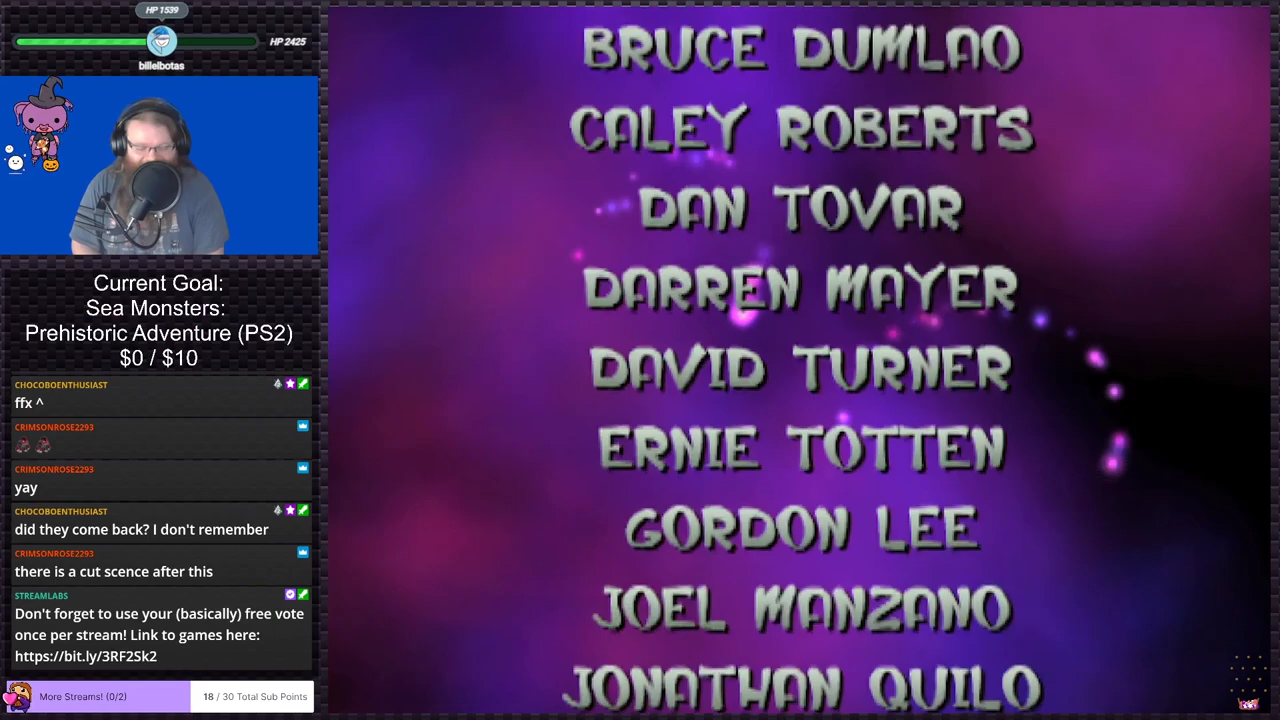 HP 1539
HP 2425
billelbotas
Current Goal:
Sea Monsters:
Prehistoric Adventure (PS2)
$0 / $10
CHOCOBOENTHUSIAST
ffx ^
CRIMSONROSE2293
CRIMSONROSE2293
yay
CHOCOBOENTHUSIAST
did they come back? I don't remember
CRIMSONROSE2293
there is a cut scence after this
STREAMLABS
Don't forget to use your (basically) free vote
once per stream! Link to games here:
https://bit.ly/3RF2Sk2
More Streams! (0/2)
18 / 30 Total Sub Points
BRUCE DUMLAO
CALEY ROBERTS
DAN TOVAR
DARREN MAYER
DAVID TURNER
ERNIE TOTTEN
GORDON LEE
JOEL MANZANO
JONATHAN QUILO